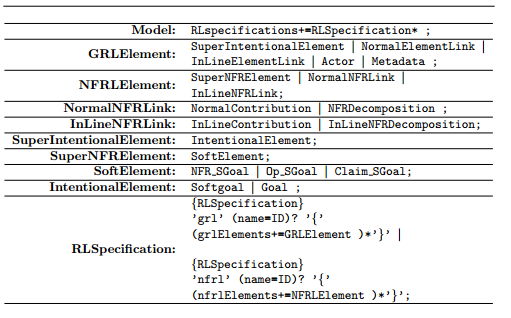 Model: RLspecifications+=RLSpecification* ;
GRLElement: SuperIntentionalElement | NormalElementLink |
InLineElementLink | Actor | Metadata ;
NFRLElement: SuperNFRElement | NormalNFRLink |
InLineNFRLink;
NormalNFRLink: NormalContribution | NFRDecomposition ;
InLineNFRLink: InLineContribution | InLineNFRDecomposition;
SuperIntentionalElement: IntentionalElement;
SuperNFRElement: SoftElement;
SoftElement: NFR_SGoal | Op_SGoal | Claim_SGoal;
IntentionalElement: Softgoal | Goal ;
RLSpecification: {RLSpecification}
’grl’ (name=ID)? ’{’
(grlElements+=GRLElement )*’}’ |
{RLSpecification}
’nfrl’ (name=ID)? ’{’
(nfrlElements+=NFRLElement )*’}’;